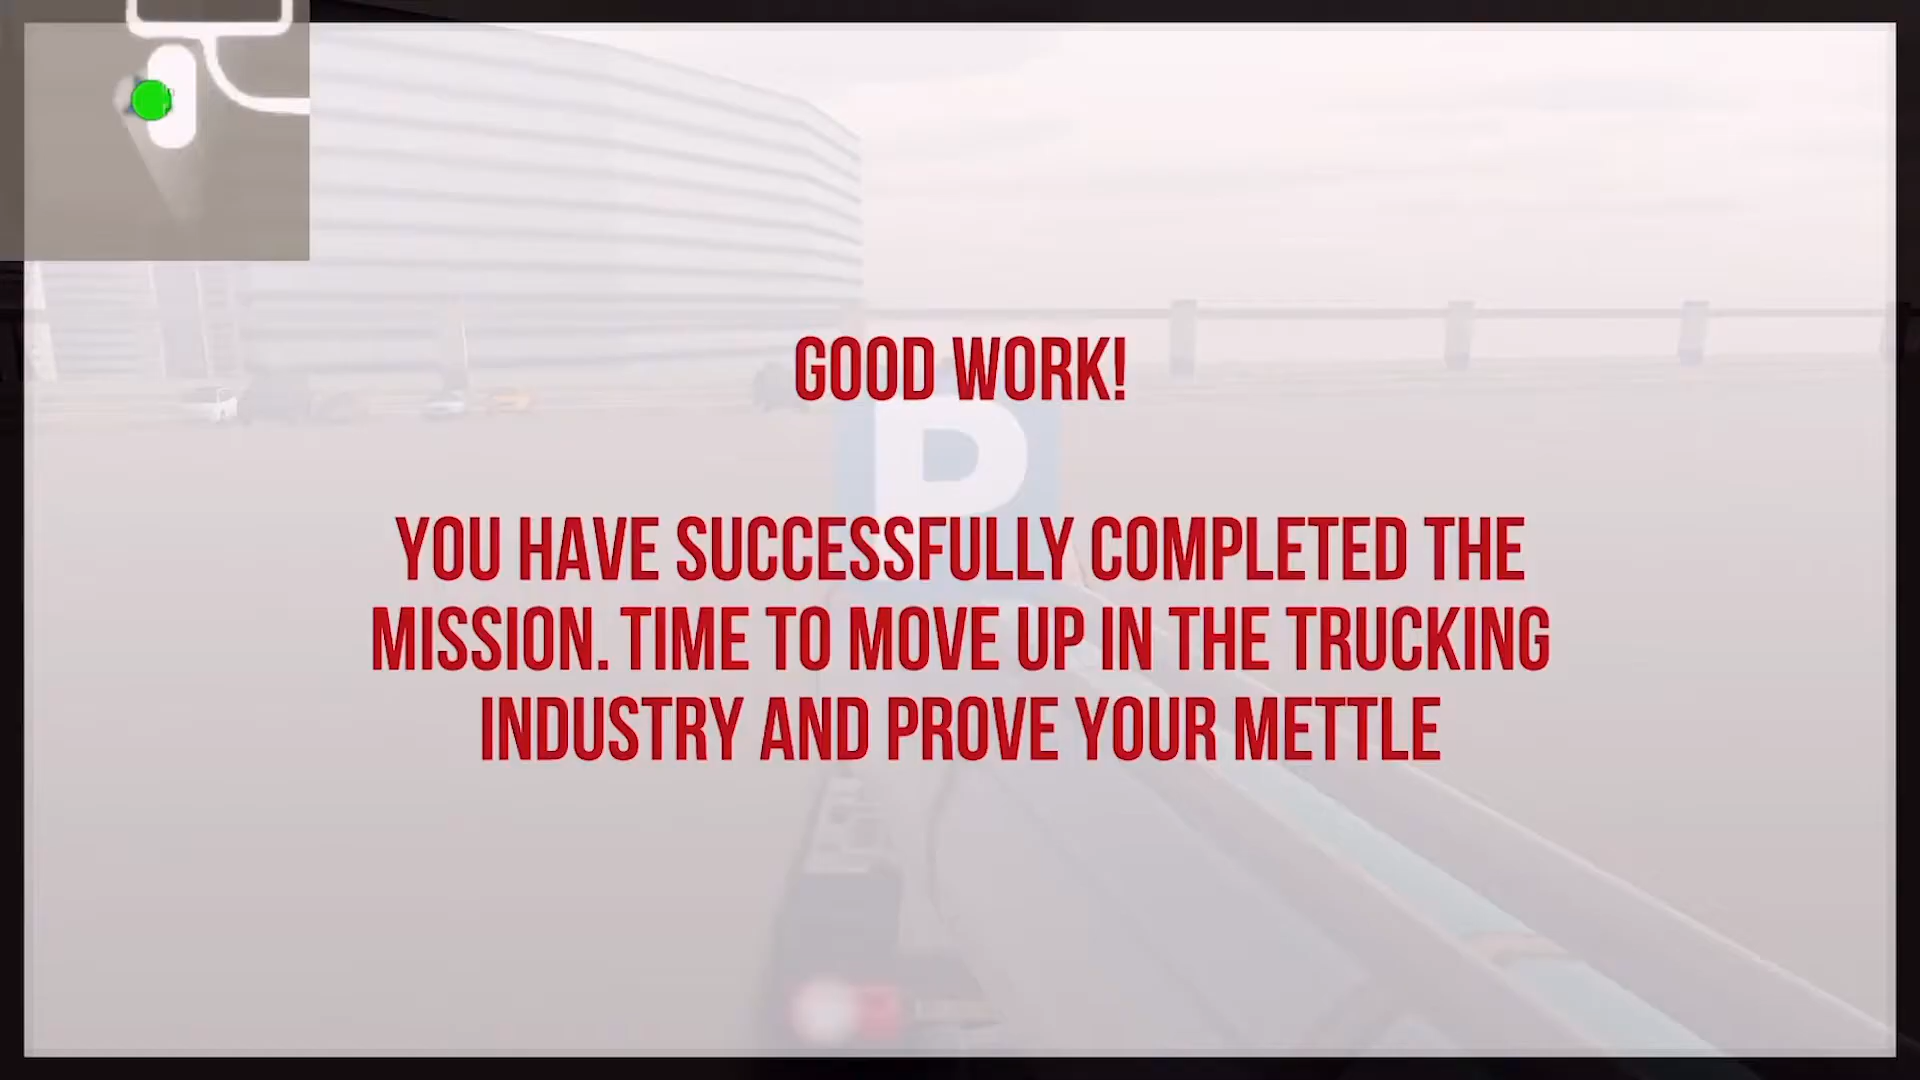 GOOD WORK!
P
YOU HAVE SUCCESSFULLY COMPLETED THE
MISSION. TIME TO MOVE UP IN THE TRUCKING
INDUSTRY AND PROVE YOUR METTLE